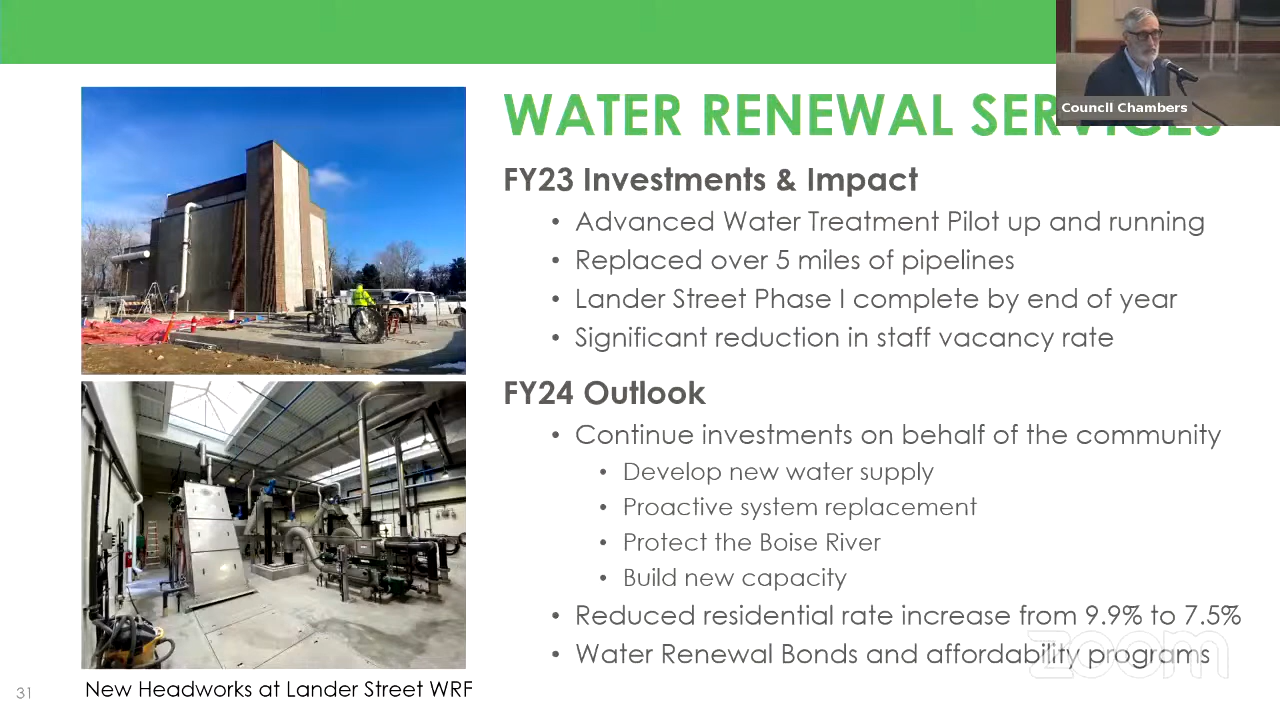 Council Chambers
WATER RENEWAL SERVICES
FY23 Investments & Impact
• Advanced Water Treatment Pilot up and running
• Replaced over 5 miles of pipelines
• Lander Street Phase I complete by end of year
• Significant reduction in staff vacancy rate
FY24 Outlook
• Continue investments on behalf of the community
• Develop new water supply
• Proactive system replacement
• Protect the Boise River
• Build new capacity
• Reduced residential rate increase from 9.9% to 7.5%
• Water Renewal Bonds and affordability programs
zoom
31
New Headworks at Lander Street WRF